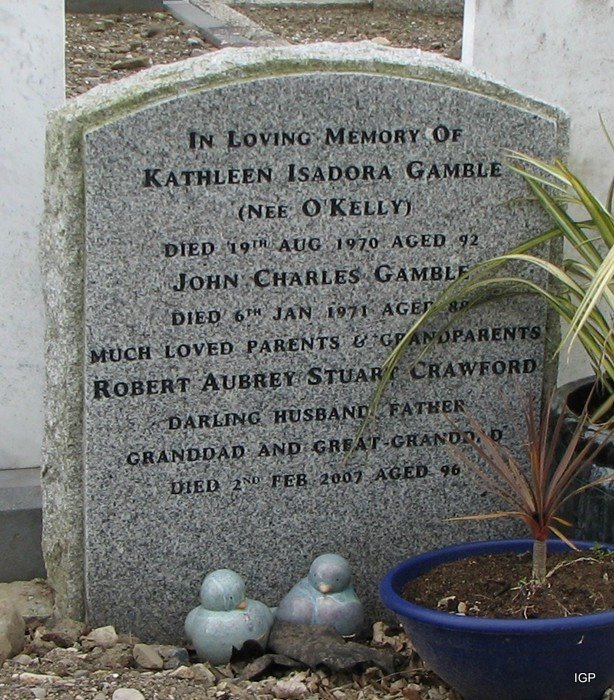 IN LOVING MEMORY OF
KATHLEEN ISADORA GAMBLE
(NEE O'KELLY)
DIED 19TH AUG 1970 AGED 92
JOHN CHARLES GAMBLE
DIED 6TH JAN 1971 AGED
MUCH LOVED PARENTS & GRANDPARENTS
ROBERT AUBREY STUART CRAWFORD
DARLING HUSBAND, FATHER
GRANDDAD AND GREAT-GRANDDAD
DIED 2ND FEB 2007 AGED 96
IGP